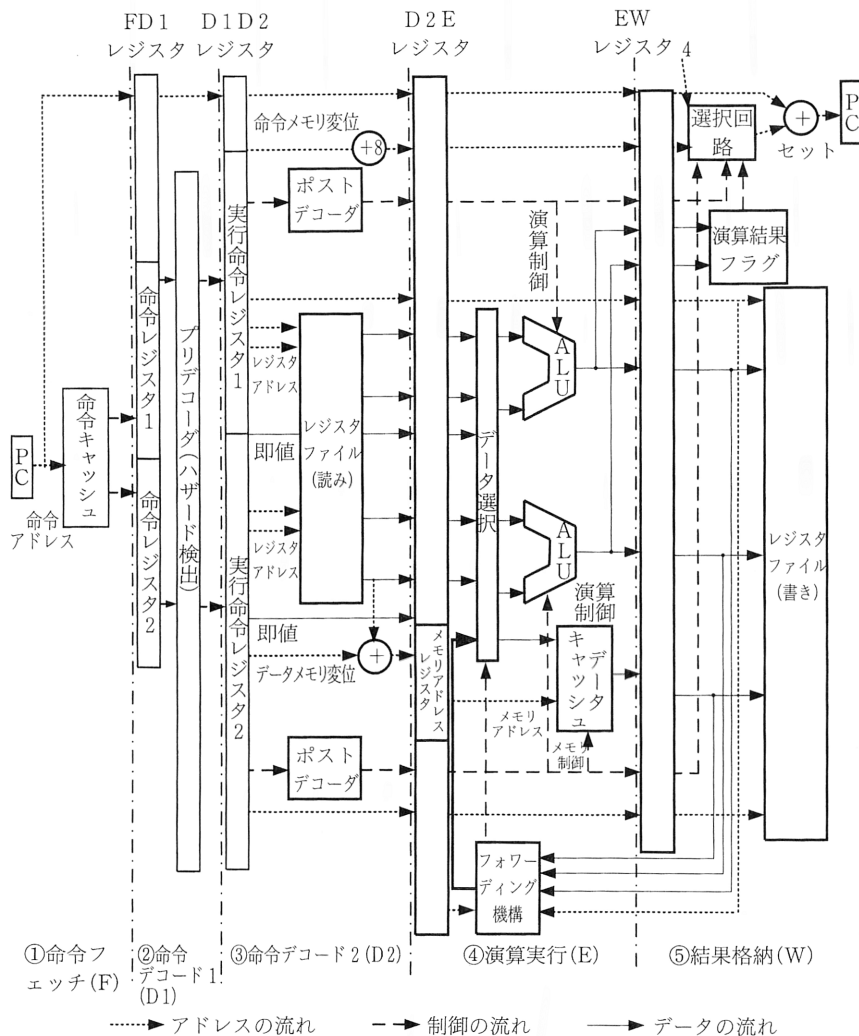 FD1
レジスタ
D1D2
レジスタ
D2E
レジスタ
EW
レジスタ
4
命令メモリ変位
+8
選択回
路
+
セット
PC
ポスト
デコーダ
演算制御
演算結果
フラグ
実行命令レジスタ1
命令レジスタ1
プリデコーダ(ハザード検出)
レジスタ
アドレス
レジスタ
ファイル
(読み)
データ選択
ALU
PC
命令キャッシュ
命令
アドレス
即値
命令レジスタ2
実行命令レジスタ2
レジスタ
アドレス
ALU
レジスタ
ファイル
(書き)
演算
制御
即値
データメモリ変位
+
メモリアドレス
レジスタ
データ
キャッシュ
メモリ
アドレス
メモリ
制御
ポスト
デコーダ
フォワー
ディング
機構
①命令フ
ェッチ(F)
②命令
デコード1
(D1)
③命令デコード2(D2)
④演算実行(E)
⑤結果格納(W)
アドレスの流れ
制御の流れ
データの流れ